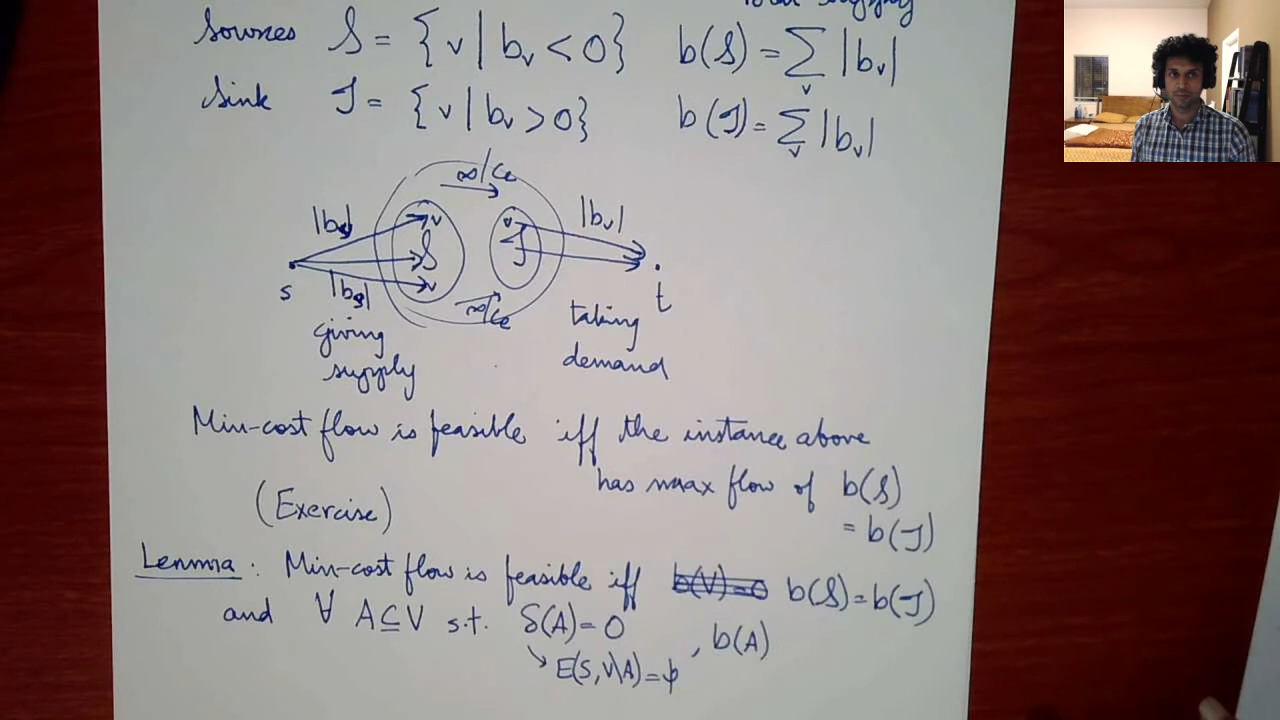 Total supply
Sources S = { v | b_v < 0 } b(S) = Σ_v |b_v|
Sink T = { v | b_v > 0 } b(T) = Σ_v |b_v|
∞/c_e
|b_v| |b_v|
v v
S T
s |b_v| v t
∞/c_e
giving taking
supply demand
Min-cost flow is feasible iff the instance above
has max flow of b(S)
(Exercise) = b(T)
Lemma : Min-cost flow is feasible iff b(V)=0 b(S)=b(T)
and ∀ A⊆V s.t. δ(A)=0 , b(A)
↘ E(S,V\A)=φ